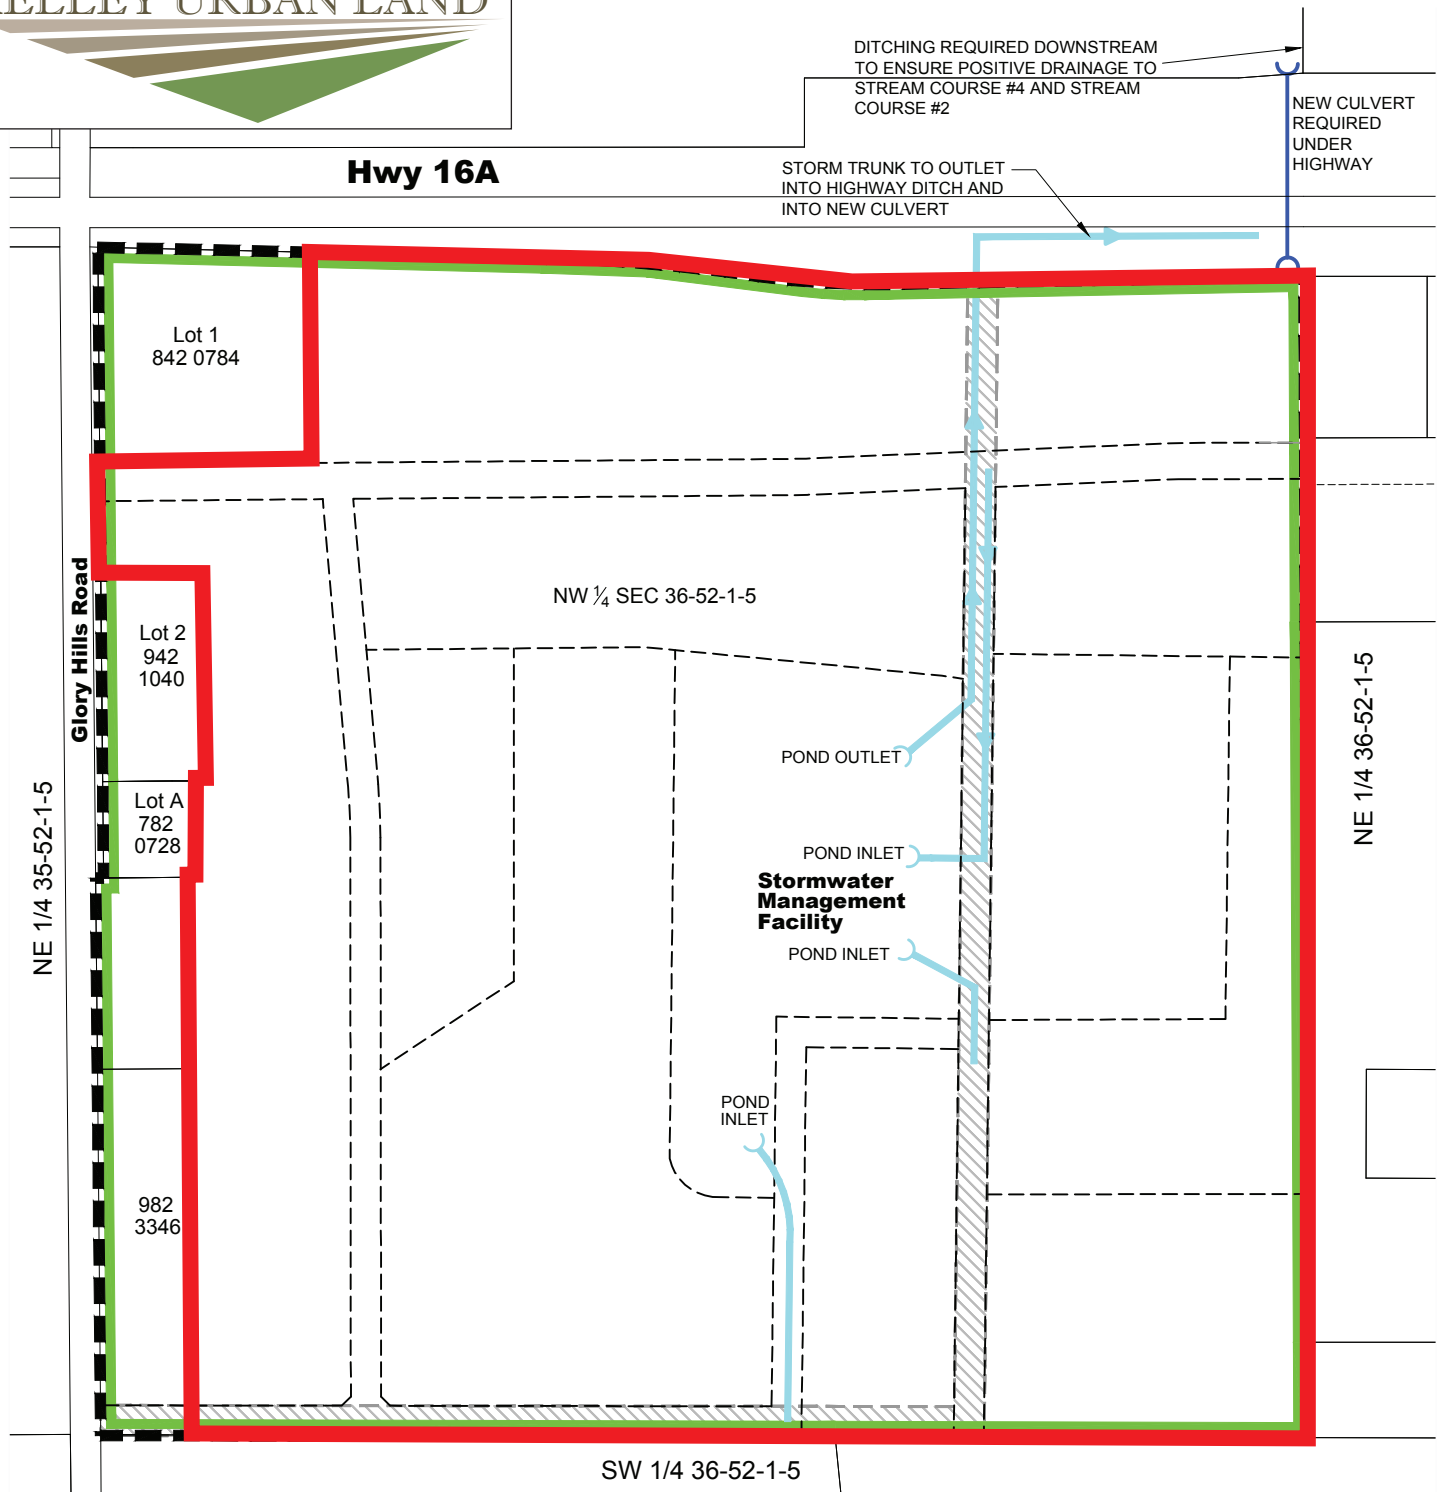 URBAN LAND
DITCHING REQUIRED DOWNSTREAM
TO ENSURE POSITIVE DRAINAGE TO
STREAM COURSE #4 AND STREAM
COURSE #2
NEW CULVERT
REQUIRED
UNDER
HIGHWAY
Hwy 16A
STORM TRUNK TO OUTLET
INTO HIGHWAY DITCH AND
INTO NEW CULVERT
Lot 1
842 0784
Glory Hills Road
NW ¼ SEC 36-52-1-5
Lot 2
942
1040
NE 1/4 36-52-1-5
POND OUTLET
NE 1/4 35-52-1-5
Lot A
782
0728
POND INLET
Stormwater
Management
Facility
POND INLET
POND
INLET
982
3346
SW 1/4 36-52-1-5